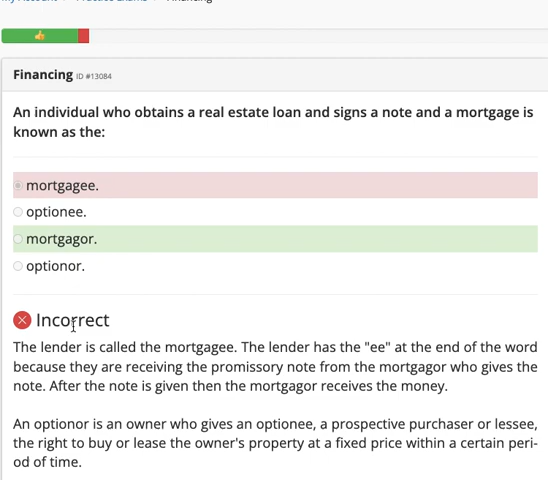 My Account Practice Exams Financing
Financing ID #13084
An individual who obtains a real estate loan and signs a note and a mortgage is
known as the:
mortgagee.
optionee.
mortgagor.
optionor.
Incorrect
The lender is called the mortgagee. The lender has the "ee" at the end of the word
because they are receiving the promissory note from the mortgagor who gives the
note. After the note is given then the mortgagor receives the money.
An optionor is an owner who gives an optionee, a prospective purchaser or lessee,
the right to buy or lease the owner's property at a fixed price within a certain peri-
od of time.